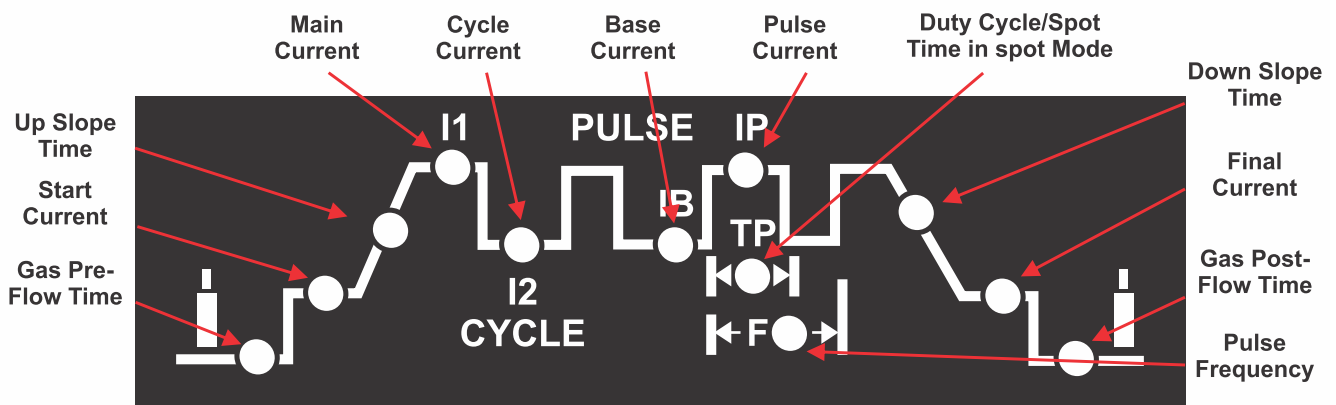 Main
Current
Cycle
Current
Base
Current
Pulse
Current
Duty Cycle/Spot
Time in spot Mode
Down Slope
Time
Up Slope
Time
Start
Current
Gas Pre-
Flow Time
I1
PULSE
IP
IB
TP
I2
CYCLE
F
Final
Current
Gas Post-
Flow Time
Pulse
Frequency